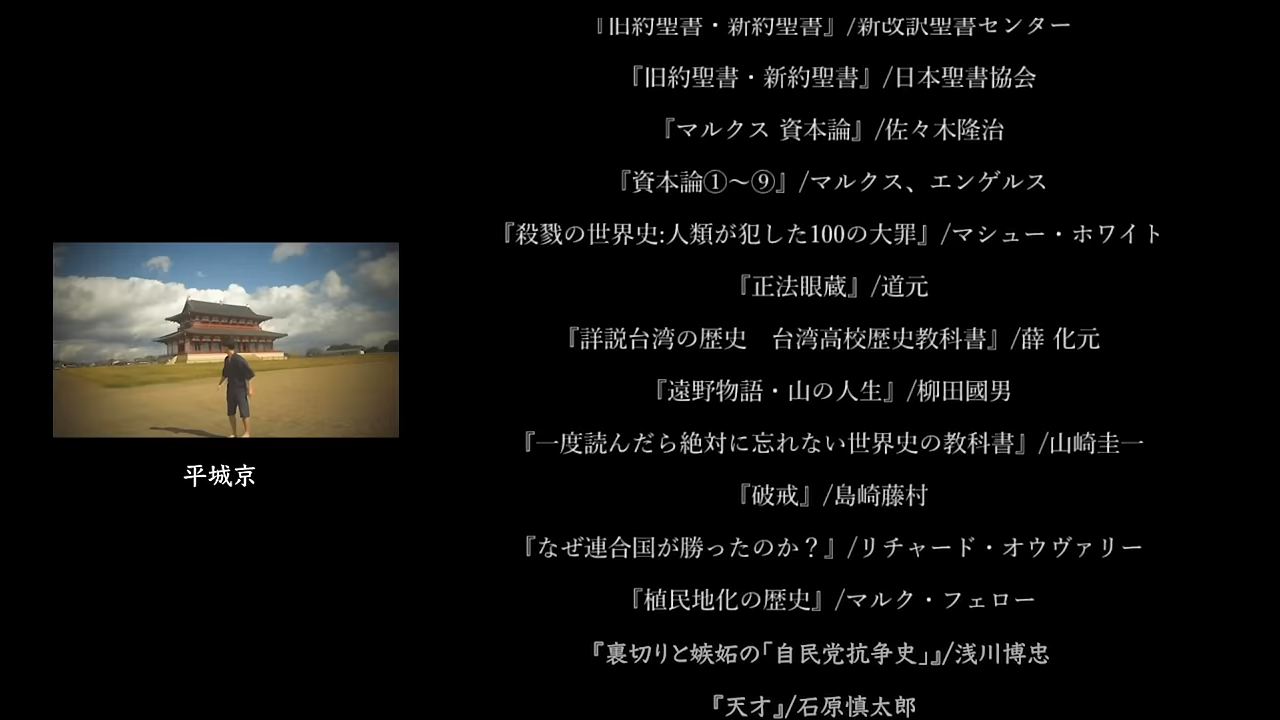 『旧約聖書・新約聖書』/新改訳聖書センター
『旧約聖書・新約聖書』/日本聖書協会
『マルクス 資本論』/佐々木隆治
『資本論①～⑨』/マルクス、エンゲルス
『殺戮の世界史:人類が犯した100の大罪』/マシュー・ホワイト
『正法眼蔵』/道元
『詳説台湾の歴史　台湾高校歴史教科書』/薛 化元
『遠野物語・山の人生』/柳田國男
『一度読んだら絶対に忘れない世界史の教科書』/山崎圭一
『破戒』/島崎藤村
『なぜ連合国が勝ったのか？』/リチャード・オウヴァリー
『植民地化の歴史』/マルク・フェロー
『裏切りと嫉妬の「自民党抗争史」』/浅川博忠
『天才』/石原慎太郎
平城京